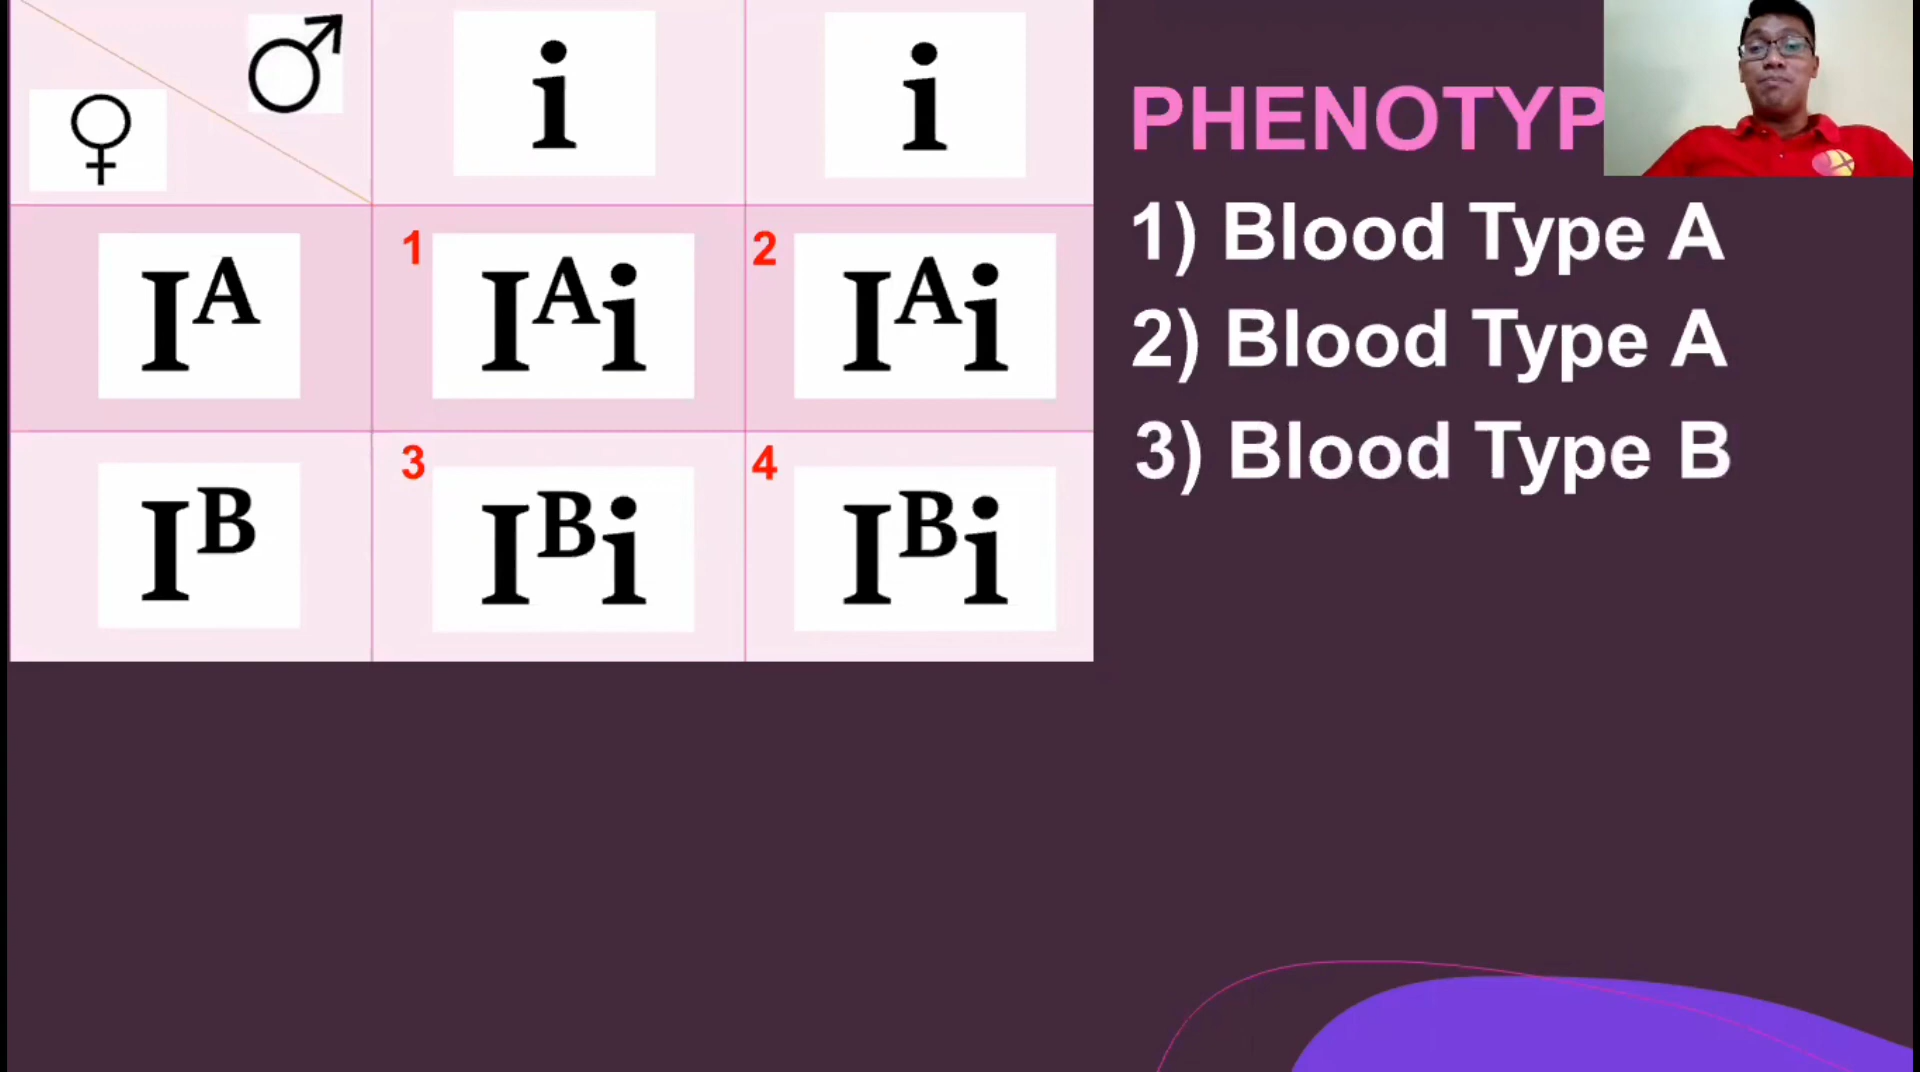 i i
PHENOTYP
I^A 1 I^Ai 2 I^Ai
1) Blood Type A
2) Blood Type A
3) Blood Type B
I^B 3 I^Bi 4 I^Bi